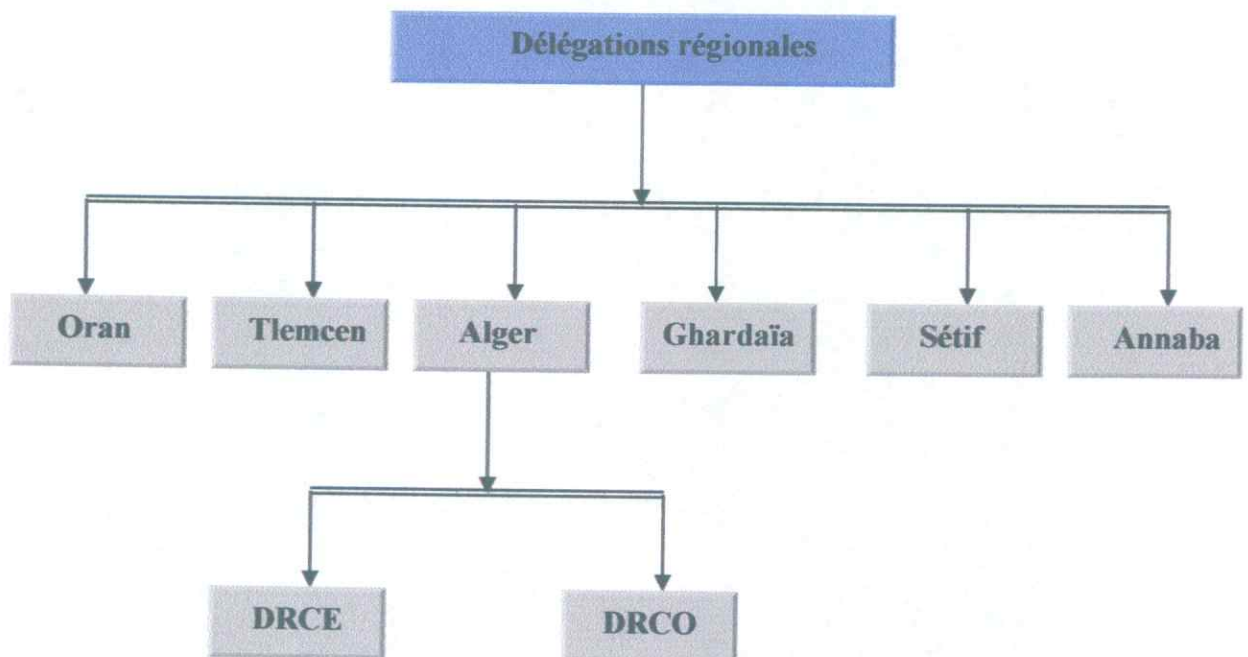 Délégations régionales
Oran
Tlemcen
Alger
Ghardaïa
Sétif
Annaba
DRCE
DRCO